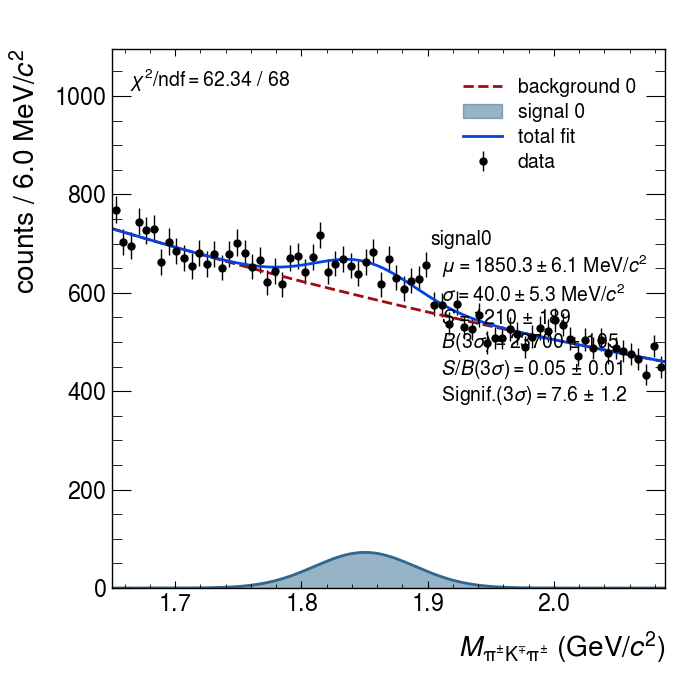 counts / 6.0 MeV/c²
χ²/ndf = 62.34 / 68
background 0
signal 0
total fit
data
signal0
μ = 1850.3 ± 6.1 MeV/c²
σ = 40.0 ± 5.3 MeV/c²
± 189
B(3σ) =
S/B(3σ) = 0.05 ± 0.01
Signif.(3σ) = 7.6 ± 1.2
1000
800
600
400
200
0
1.7 1.8 1.9 2.0
M_π±K∓π± (GeV/c²)